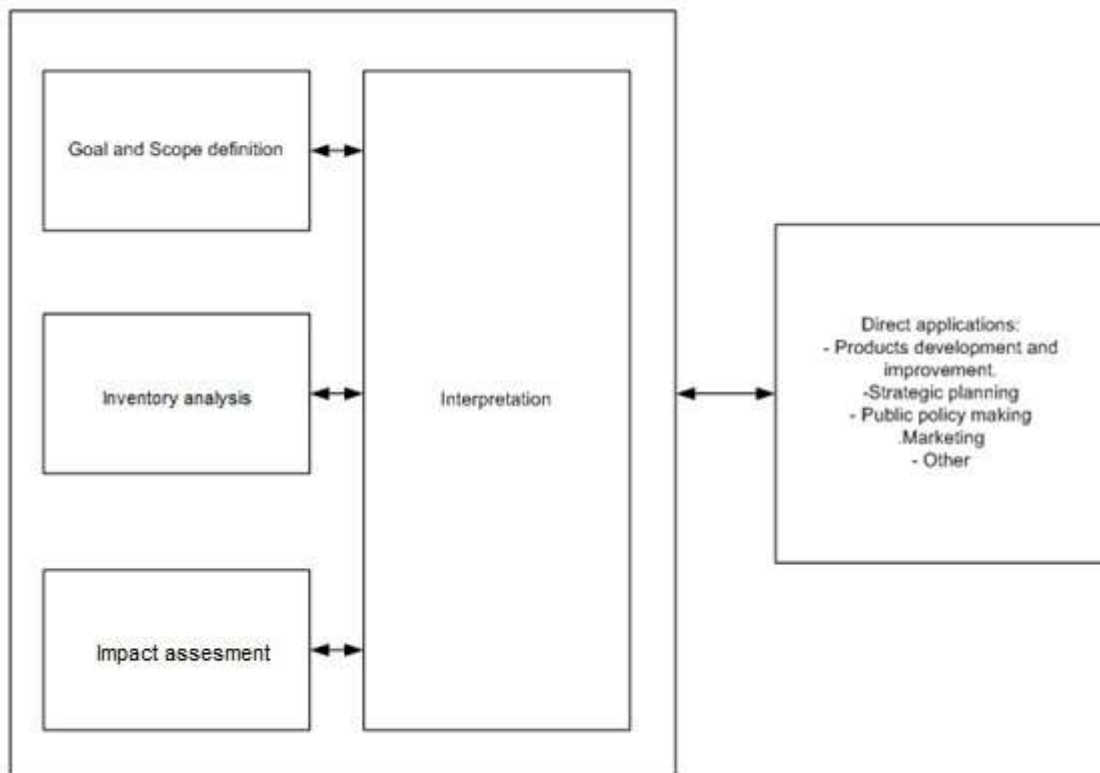 Goal and Scope definition
Inventory analysis
Impact assesment
Interpretation
Direct applications:
- Products development and
improvement.
-Strategic planning
- Public policy making
.Marketing
- Other